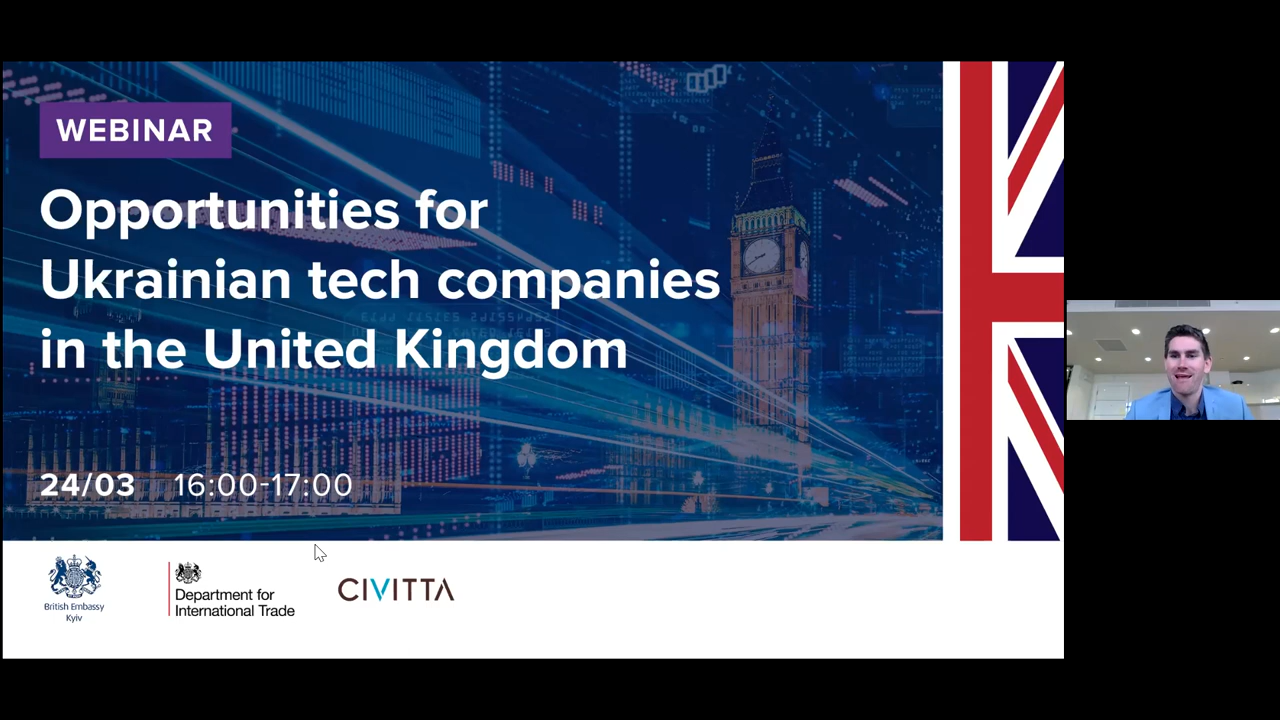 WEBINAR
Opportunities for
Ukrainian tech companies
in the United Kingdom
24/03 16:00-17:00
British Embassy
Kyiv
Department for
International Trade
CIVITTA